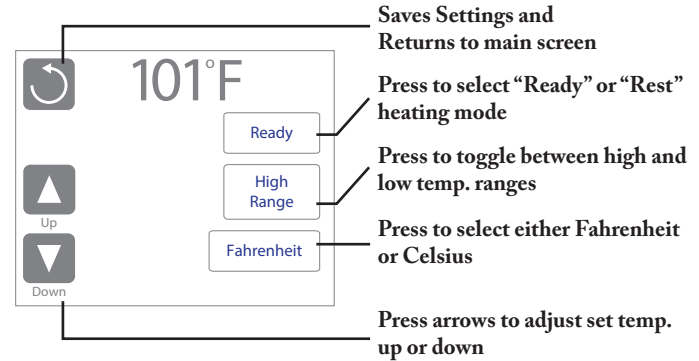 Saves Settings and
Returns to main screen
101°F
Press to select “Ready” or “Rest”
heating mode
Ready
Press to toggle between high and
low temp. ranges
High
Range
Up
Press to select either Fahrenheit
or Celsius
Fahrenheit
Down
Press arrows to adjust set temp.
up or down